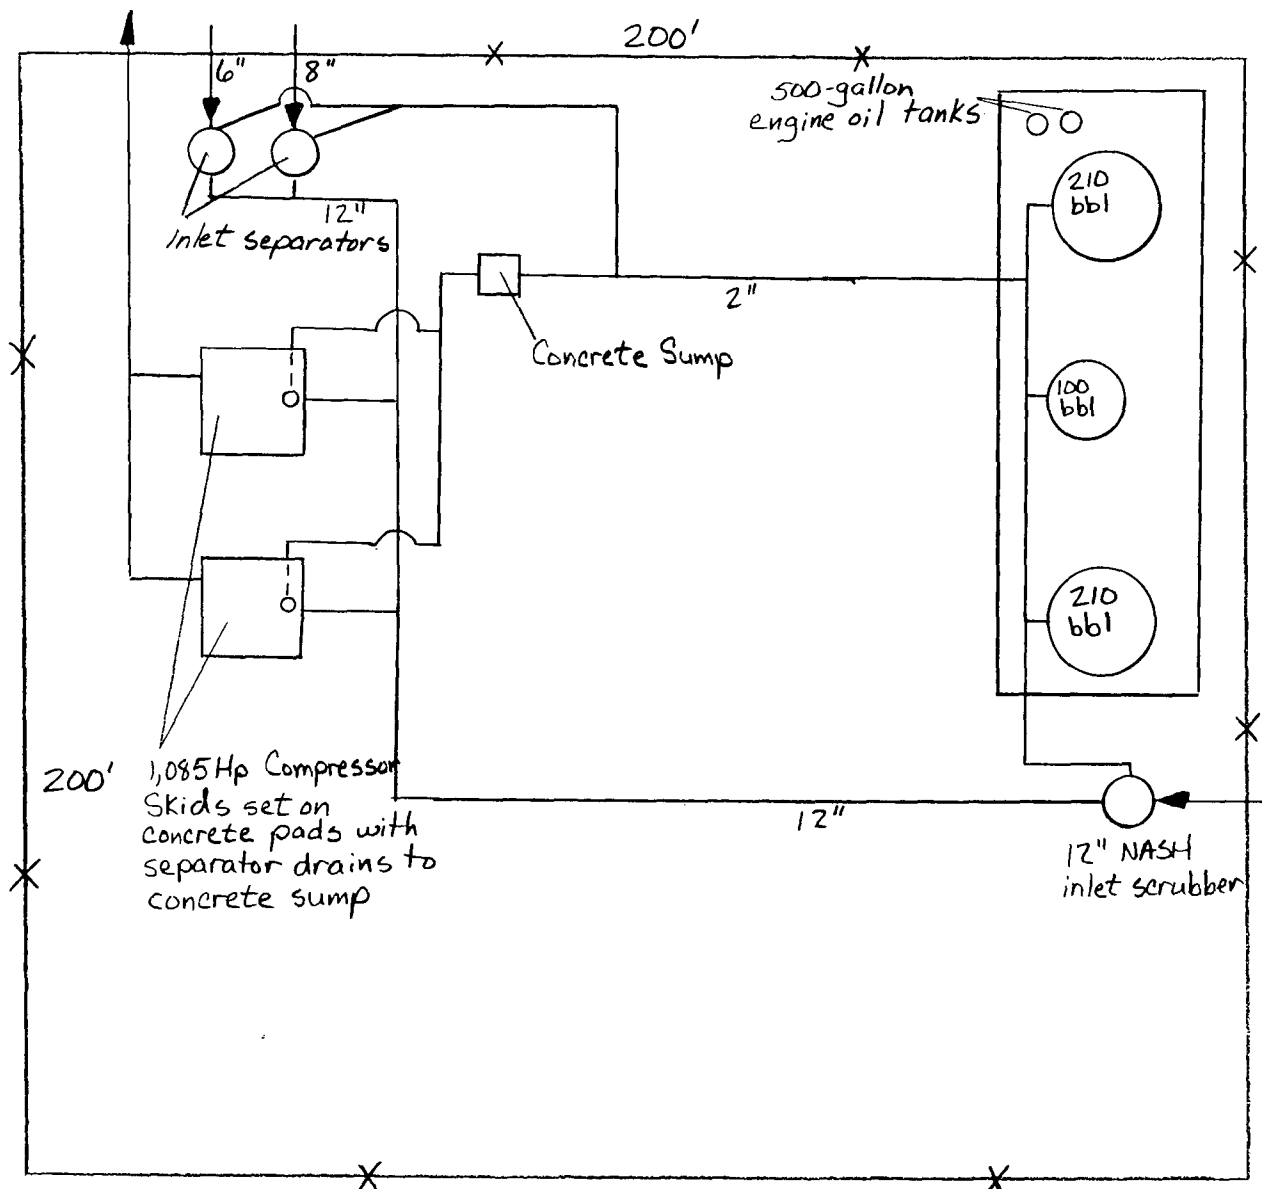 200'
6"
8"
500-gallon
engine oil tanks
210
bbl
12"
inlet separators
2"
Concrete Sump
100
bbl
210
bbl
200'
1,085 Hp Compressor
Skids set on
concrete pads with
separator drains to
concrete sump
12"
12" NASH
inlet scrubber